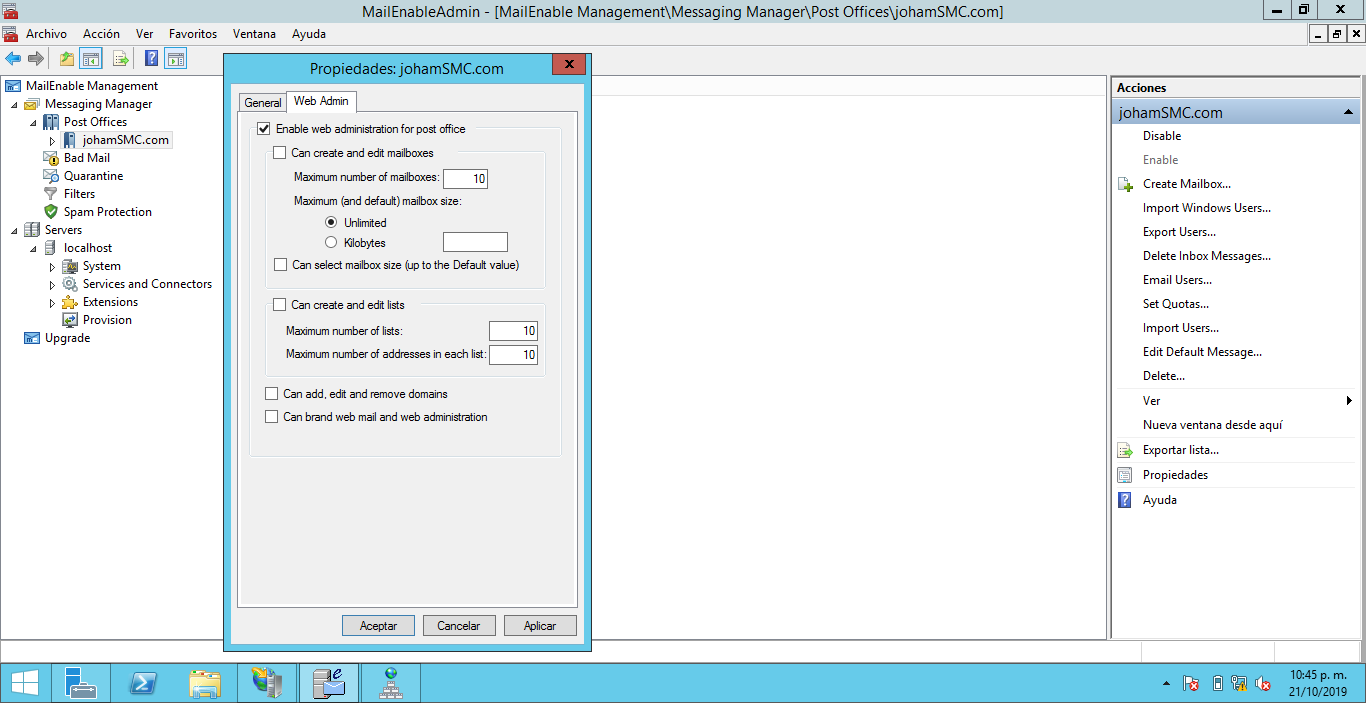 MailEnableAdmin - [MailEnable Management\Messaging Manager\Post Offices\johamSMC.com]
Archivo Acción Ver Favoritos Ventana Ayuda
MailEnable Management
Messaging Manager
Post Offices
johamSMC.com
Bad Mail
Quarantine
Filters
Spam Protection
Servers
localhost
System
Services and Connectors
Extensions
Provision
Upgrade
Propiedades: johamSMC.com
General Web Admin
Enable web administration for post office
Can create and edit mailboxes
Maximum number of mailboxes: 10
Maximum (and default) mailbox size:
Unlimited
Kilobytes
Can select mailbox size (up to the Default value)
Can create and edit lists
Maximum number of lists: 10
Maximum number of addresses in each list: 10
Can add, edit and remove domains
Can brand web mail and web administration
Aceptar Cancelar Aplicar
Acciones
johamSMC.com
Disable
Enable
Create Mailbox...
Import Windows Users...
Export Users...
Delete Inbox Messages...
Email Users...
Set Quotas...
Import Users...
Edit Default Message...
Delete...
Ver
Nueva ventana desde aquí
Exportar lista...
Propiedades
Ayuda
10:45 p. m.
21/10/2019